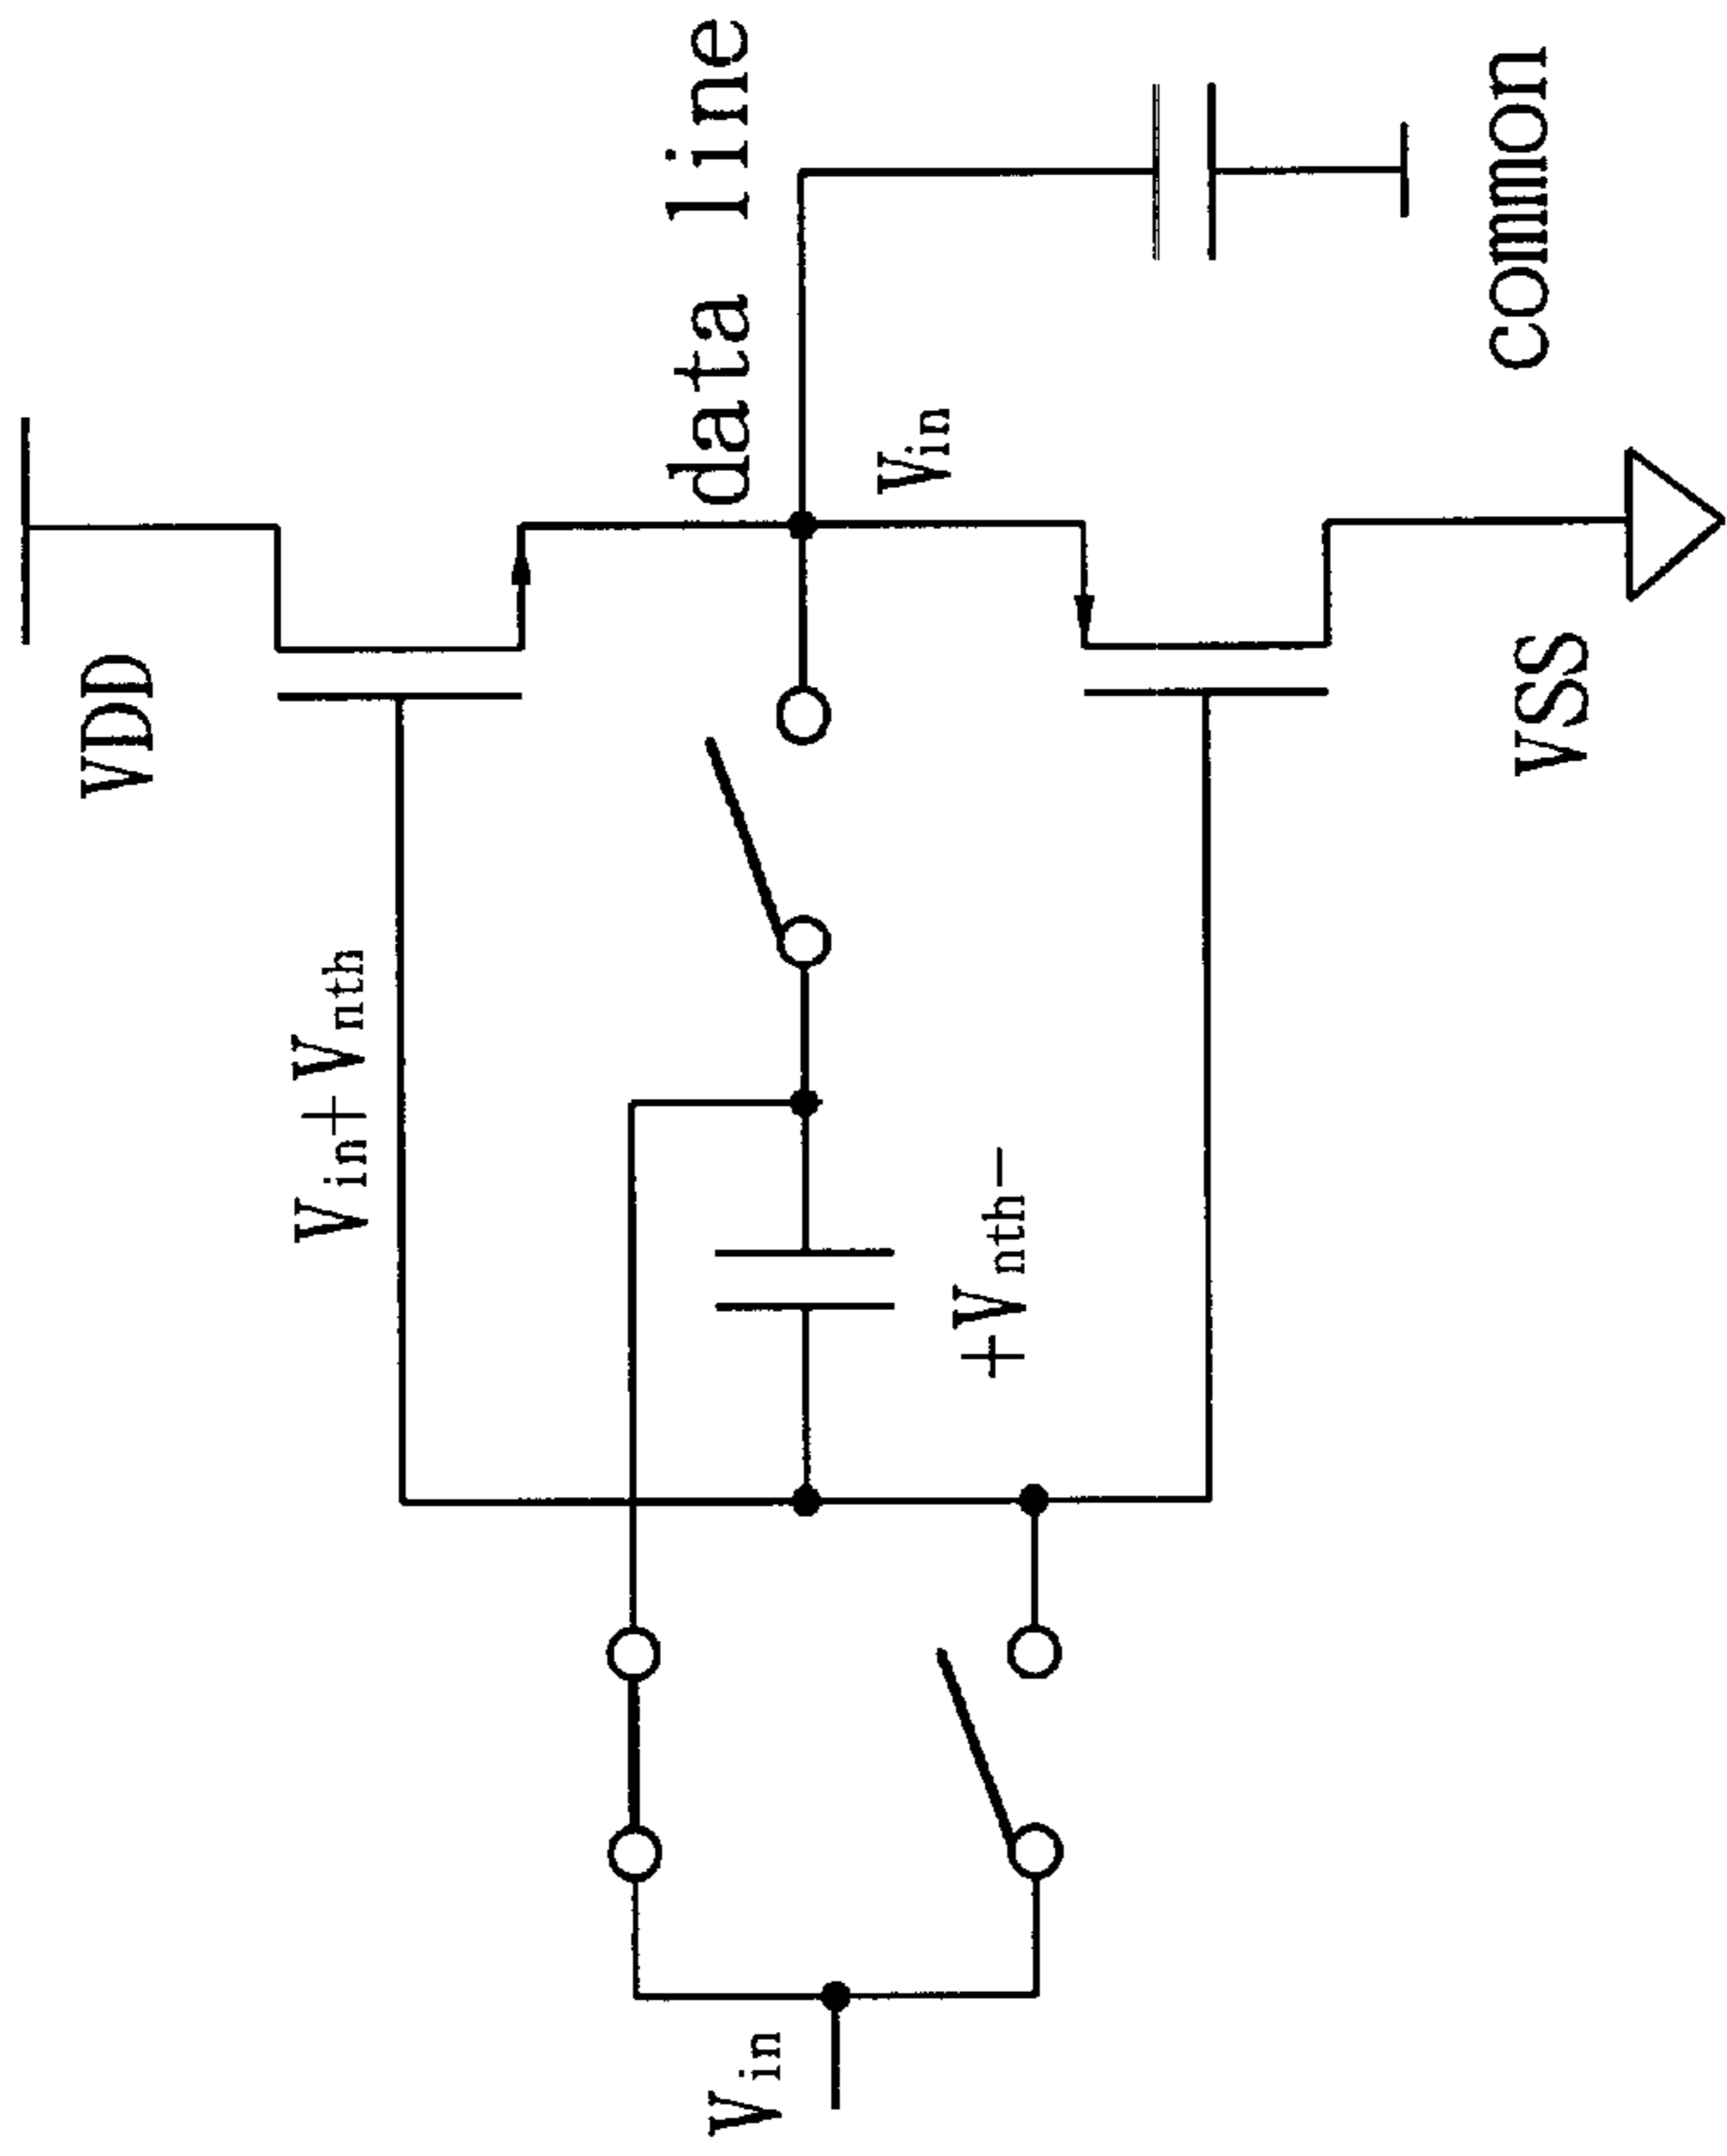 VDD
V_in+V_nth
data line
V_in
+V_nth-
V_in
common
VSS